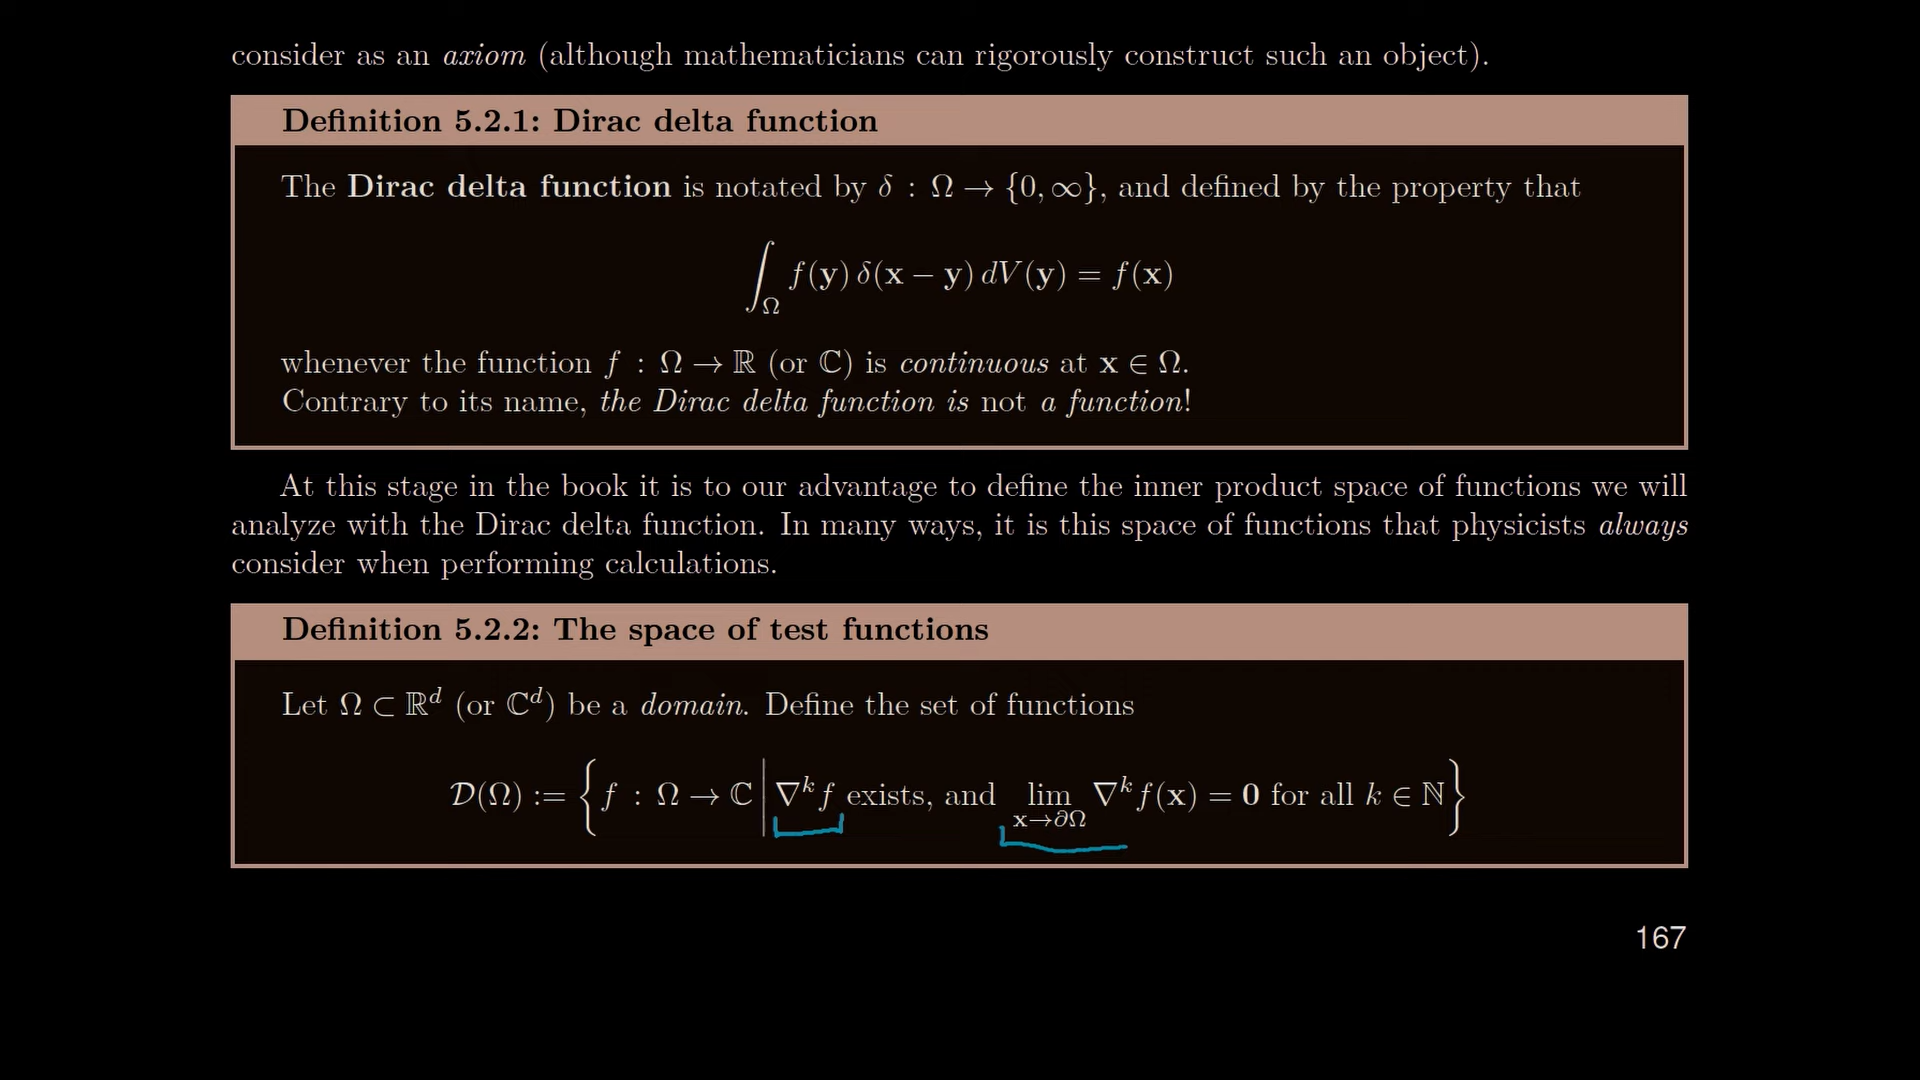 consider as an axiom (although mathematicians can rigorously construct such an object).
Definition 5.2.1: Dirac delta function
The Dirac delta function is notated by δ : Ω → {0, ∞}, and defined by the property that
∫_Ω f(y) δ(x − y) dV(y) = f(x)
whenever the function f : Ω → ℝ (or ℂ) is continuous at x ∈ Ω.
Contrary to its name, the Dirac delta function is not a function!
At this stage in the book it is to our advantage to define the inner product space of functions we will
analyze with the Dirac delta function. In many ways, it is this space of functions that physicists always
consider when performing calculations.
Definition 5.2.2: The space of test functions
Let Ω ⊂ ℝ^d (or ℂ^d) be a domain. Define the set of functions
𝒟(Ω) := { f : Ω → ℂ | ∇^k f exists, and lim_{x→∂Ω} ∇^k f(x) = 0 for all k ∈ ℕ }
167